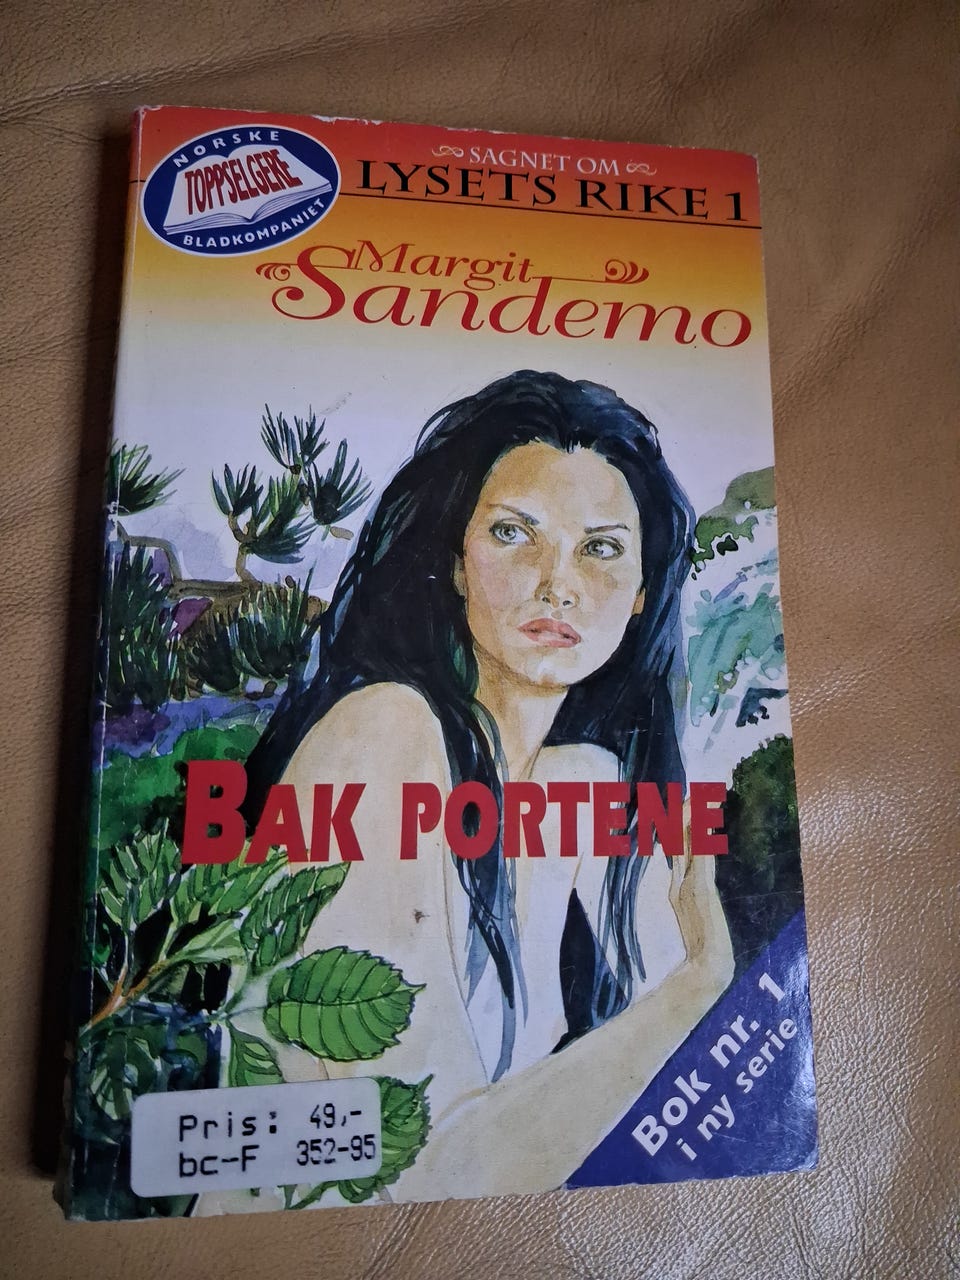 NORSKE
TOPPSELGERE
BLADKOMPANIET
SAGNET OM
LYSETS RIKE 1
Margit
Sandemo
BAK PORTENE
Bok nr. 1
i ny serie
Pris: 49,-
bc-F 352-95